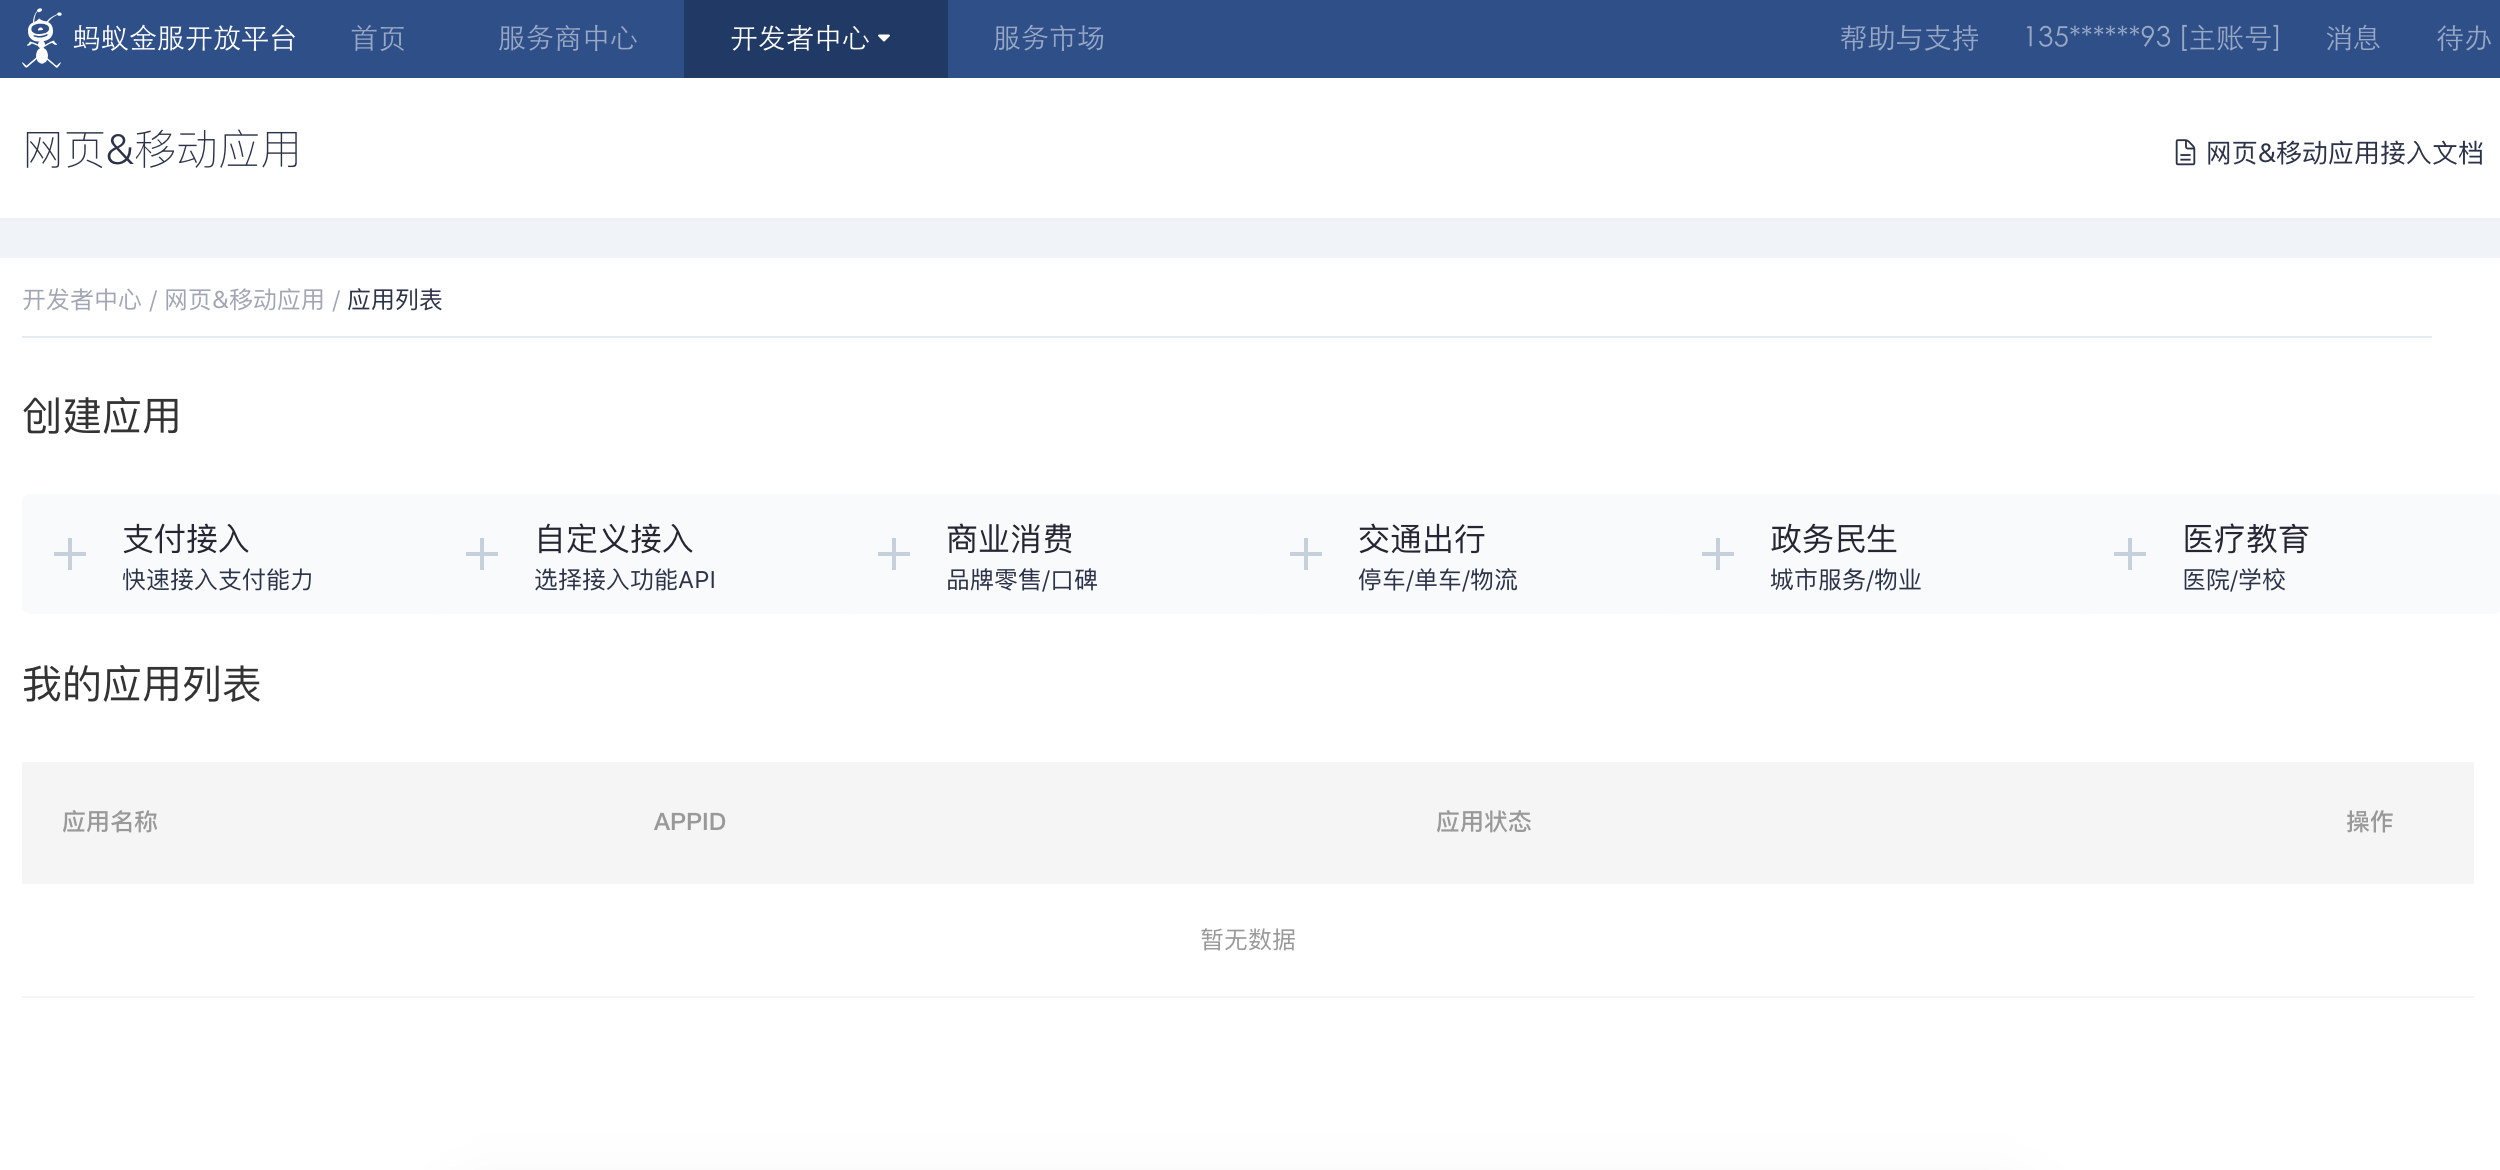 蚂蚁金服开放平台 首页 服务商中心 开发者中心 服务市场 帮助与支持 135******93 [主账号] 消息 待办
网页&移动应用 网页&移动应用接入文档
开发者中心 / 网页&移动应用 / 应用列表
创建应用
支付接入 自定义接入 商业消费 交通出行 政务民生 医疗教育
快速接入支付能力 选择接入功能API 品牌零售/口碑 停车/单车/物流 城市服务/物业 医院/学校
我的应用列表
应用名称 APPID 应用状态 操作
暂无数据